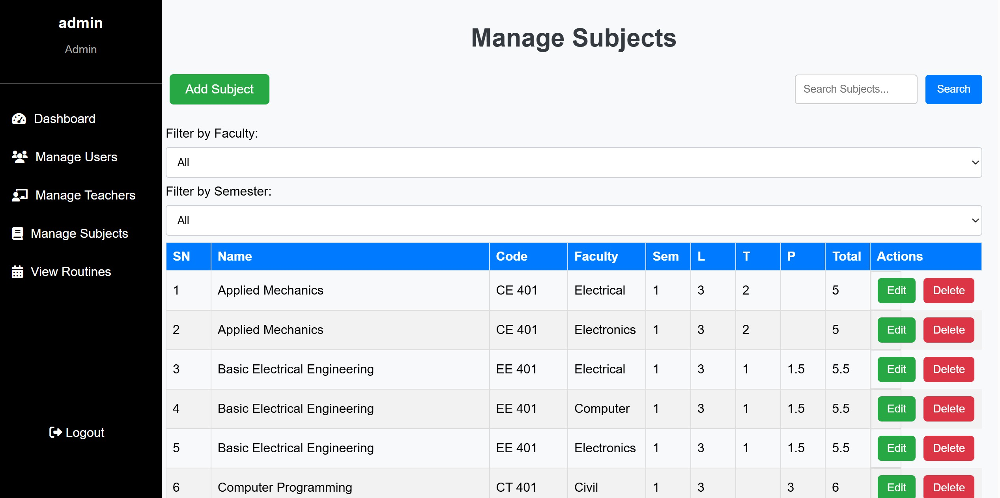 admin
Admin
Dashboard
Manage Users
Manage Teachers
Manage Subjects
View Routines
Logout
Manage Subjects
Add Subject
Search Subjects...
Search
Filter by Faculty:
All
Filter by Semester:
All
SN Name Code Faculty Sem L T P Total Actions
1 Applied Mechanics CE 401 Electrical 1 3 2 5 Edit Delete
2 Applied Mechanics CE 401 Electronics 1 3 2 5 Edit Delete
3 Basic Electrical Engineering EE 401 Electrical 1 3 1 1.5 5.5 Edit Delete
4 Basic Electrical Engineering EE 401 Computer 1 3 1 1.5 5.5 Edit Delete
5 Basic Electrical Engineering EE 401 Electronics 1 3 1 1.5 5.5 Edit Delete
6 Computer Programming CT 401 Civil 1 3 3 6 Edit Delete